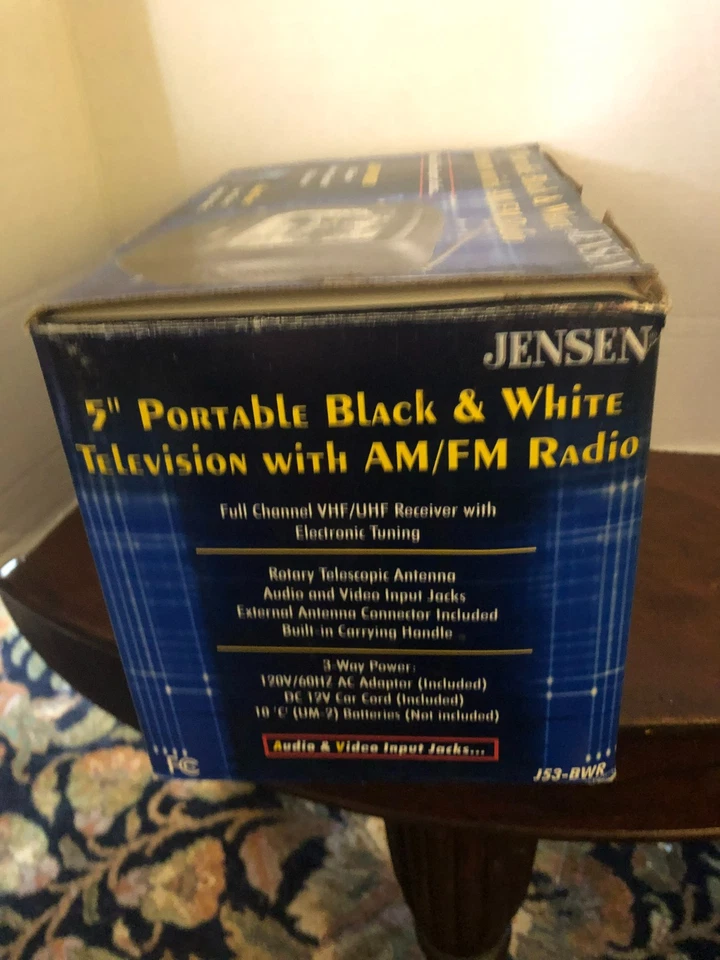 JENSEN
5" Portable Black & White
Television with AM/FM Radio
Full Channel VHF/UHF Receiver with
Electronic Tuning
Rotary Telescopic Antenna
Audio and Video Input Jacks
External Antenna Connector Included
Built-in Carrying Handle
3-Way Power:
120V/60HZ AC Adaptor (Included)
DC 12V Car Cord (Included)
10 'C' (UM-2) Batteries (Not included)
Audio & Video Input Jacks...
FC
J53-BWR